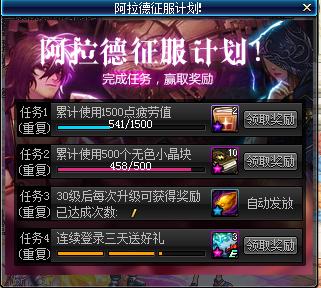 阿拉德征服计划!
阿拉德征服计划!
完成任务，赢取奖励
任务1
(重复)
累计使用1500点疲劳值
541/1500
2
领取奖励
任务2
(重复)
累计使用500个无色小晶块
458/500
10
领取奖励
任务3
(重复)
30级后每次升级可获得奖励
已达成次数:
自动发放
任务4
(重复)
连续登录三天送好礼
3
领取奖励